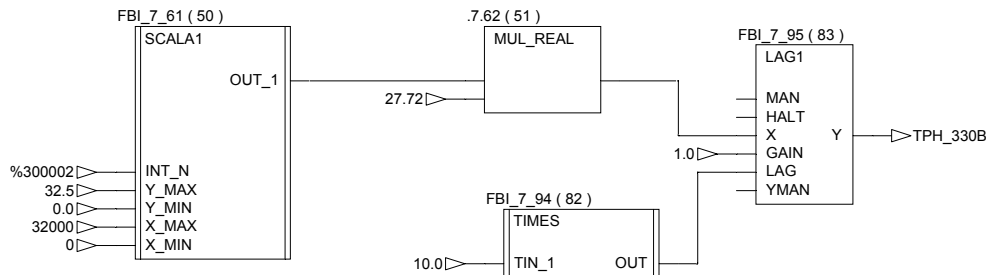 FBI_7_61 ( 50 )
SCALA1
OUT_1
%300002
INT_N
32.5
Y_MAX
0.0
Y_MIN
32000
X_MAX
0
X_MIN
.7.62 ( 51 )
MUL_REAL
27.72
FBI_7_94 ( 82 )
TIMES
10.0
TIN_1
OUT
FBI_7_95 ( 83 )
LAG1
MAN
HALT
X
Y
TPH_330B
1.0
GAIN
LAG
YMAN